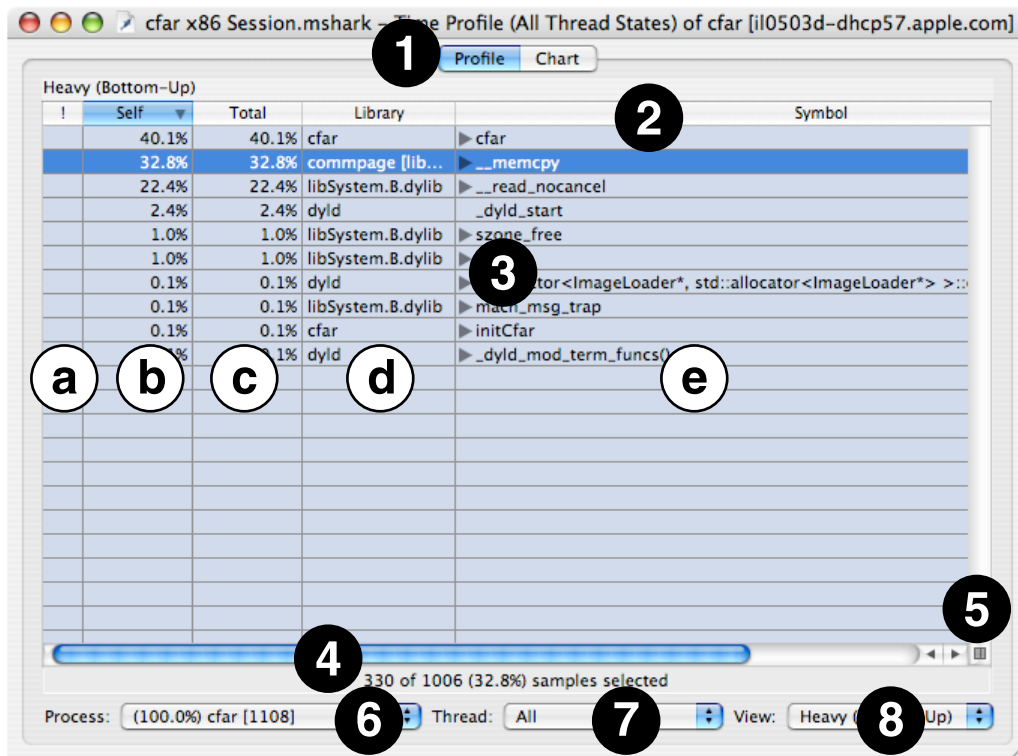 cfar x86 Session.mshark – Time Profile (All Thread States) of cfar [il0503d-dhcp57.apple.com]
1
Profile Chart
Heavy (Bottom-Up)
! Self Total Library Symbol
2
40.1% 40.1% cfar cfar
32.8% 32.8% commpage [lib... __memcpy
22.4% 22.4% libSystem.B.dylib __read_nocancel
2.4% 2.4% dyld _dyld_start
1.0% 1.0% libSystem.B.dylib szone_free
1.0% 1.0% libSystem.B.dylib
3
0.1% 0.1% dyld tor<ImageLoader*, std::allocator<ImageLoader*> >::
0.1% 0.1% libSystem.B.dylib mach_msg_trap
0.1% 0.1% cfar initCfar
dyld _dyld_mod_term_funcs()
a b c d e
5
4
330 of 1006 (32.8%) samples selected
Process: (100.0%) cfar [1108] 6 Thread: All 7 View: Heavy ( 8 Up)